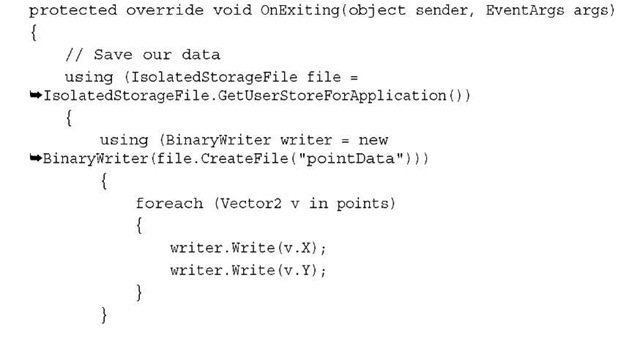 protected override void OnExiting(object sender, EventArgs args)
{
    // Save our data
    using (IsolatedStorageFile file =
➥IsolatedStorageFile.GetUserStoreForApplication())
    {
        using (BinaryWriter writer = new
➥BinaryWriter(file.CreateFile("pointData")))
        {
            foreach (Vector2 v in points)
            {
                writer.Write(v.X);
                writer.Write(v.Y);
            }
        }